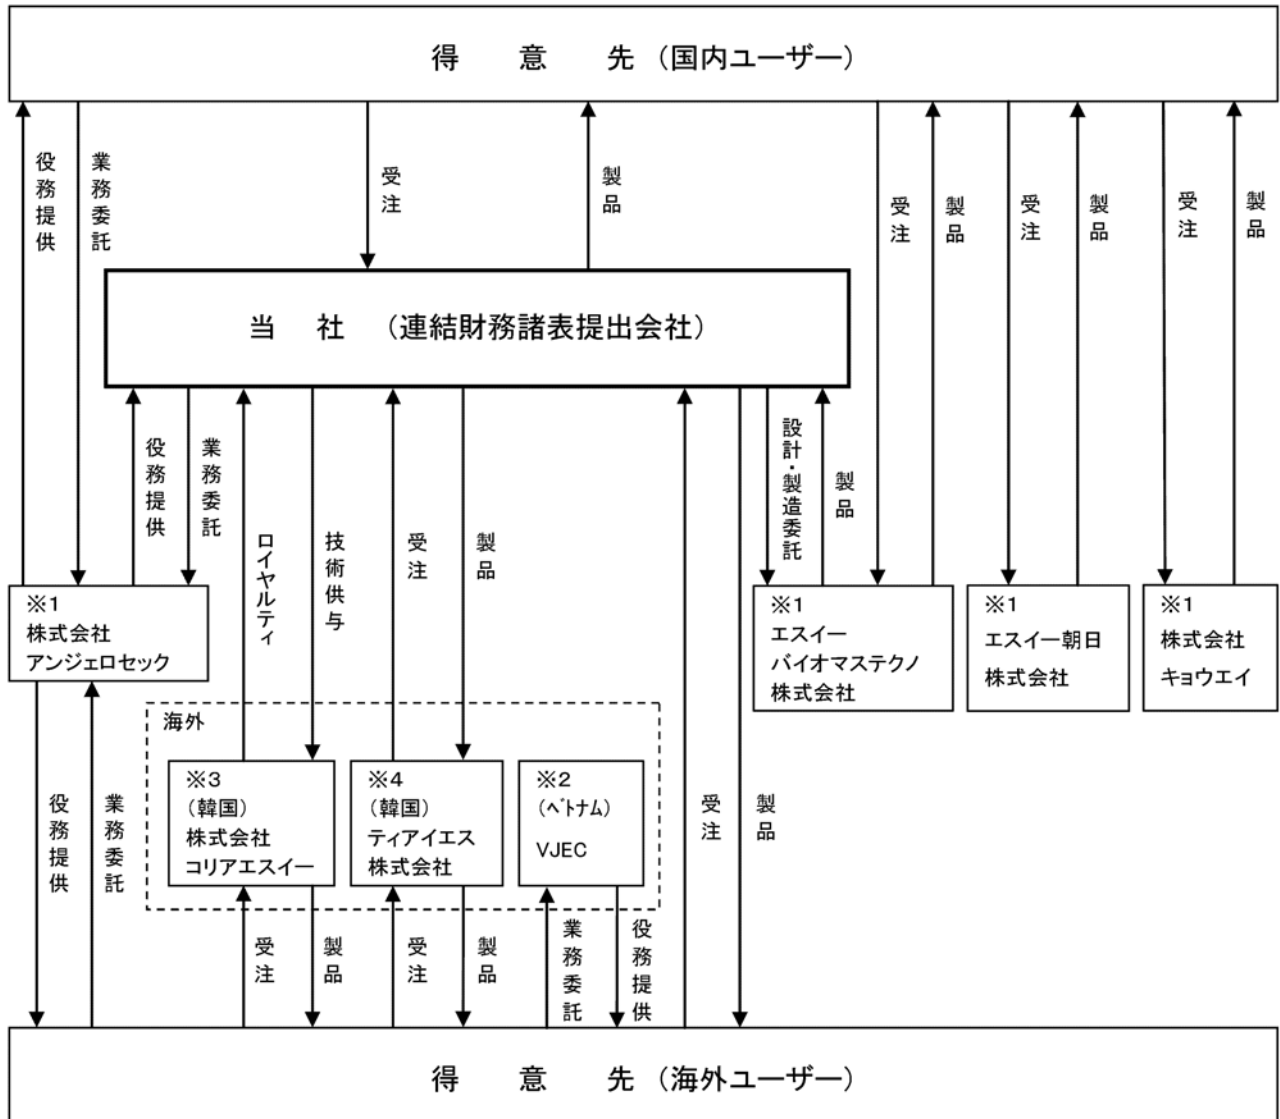 得 意 先 （国内ユーザー）
役務提供
業務委託
受注
製品
受注
製品
受注
製品
受注
製品
当 社 （連結財務諸表提出会社）
役務提供
業務委託
ロイヤルティ
技術供与
受注
製品
設計・製造委託
製品
※１
株式会社
アンジェロセック
※１
エスイー
バイオマステクノ
株式会社
※１
エスイー朝日
株式会社
※１
株式会社
キョウエイ
海外
※３
（韓国）
株式会社
コリアエスイー
※４
（韓国）
ティアイエス
株式会社
※２
（ベトナム）
VJEC
役務提供
業務委託
受注
製品
受注
製品
業務委託
役務提供
受注
製品
得 意 先 （海外ユーザー）